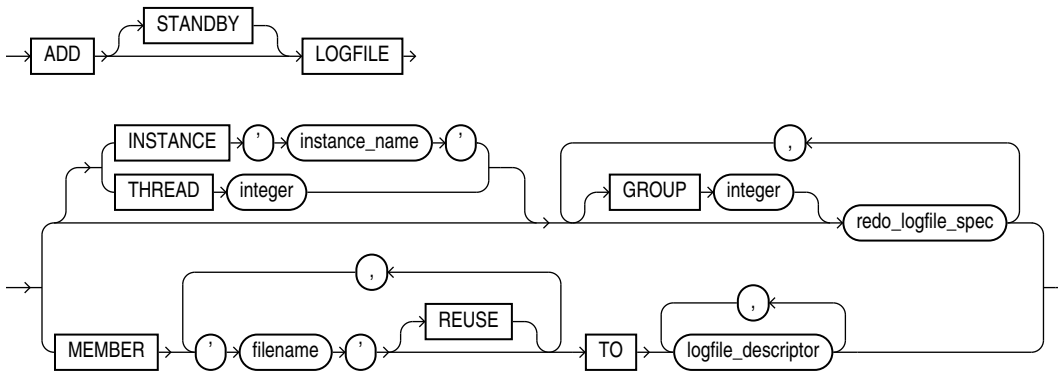 STANDBY
ADD LOGFILE
,
INSTANCE ’ instance_name ’
THREAD integer
GROUP integer
redo_logfile_spec
,
,
REUSE
MEMBER ’ filename ’ TO logfile_descriptor